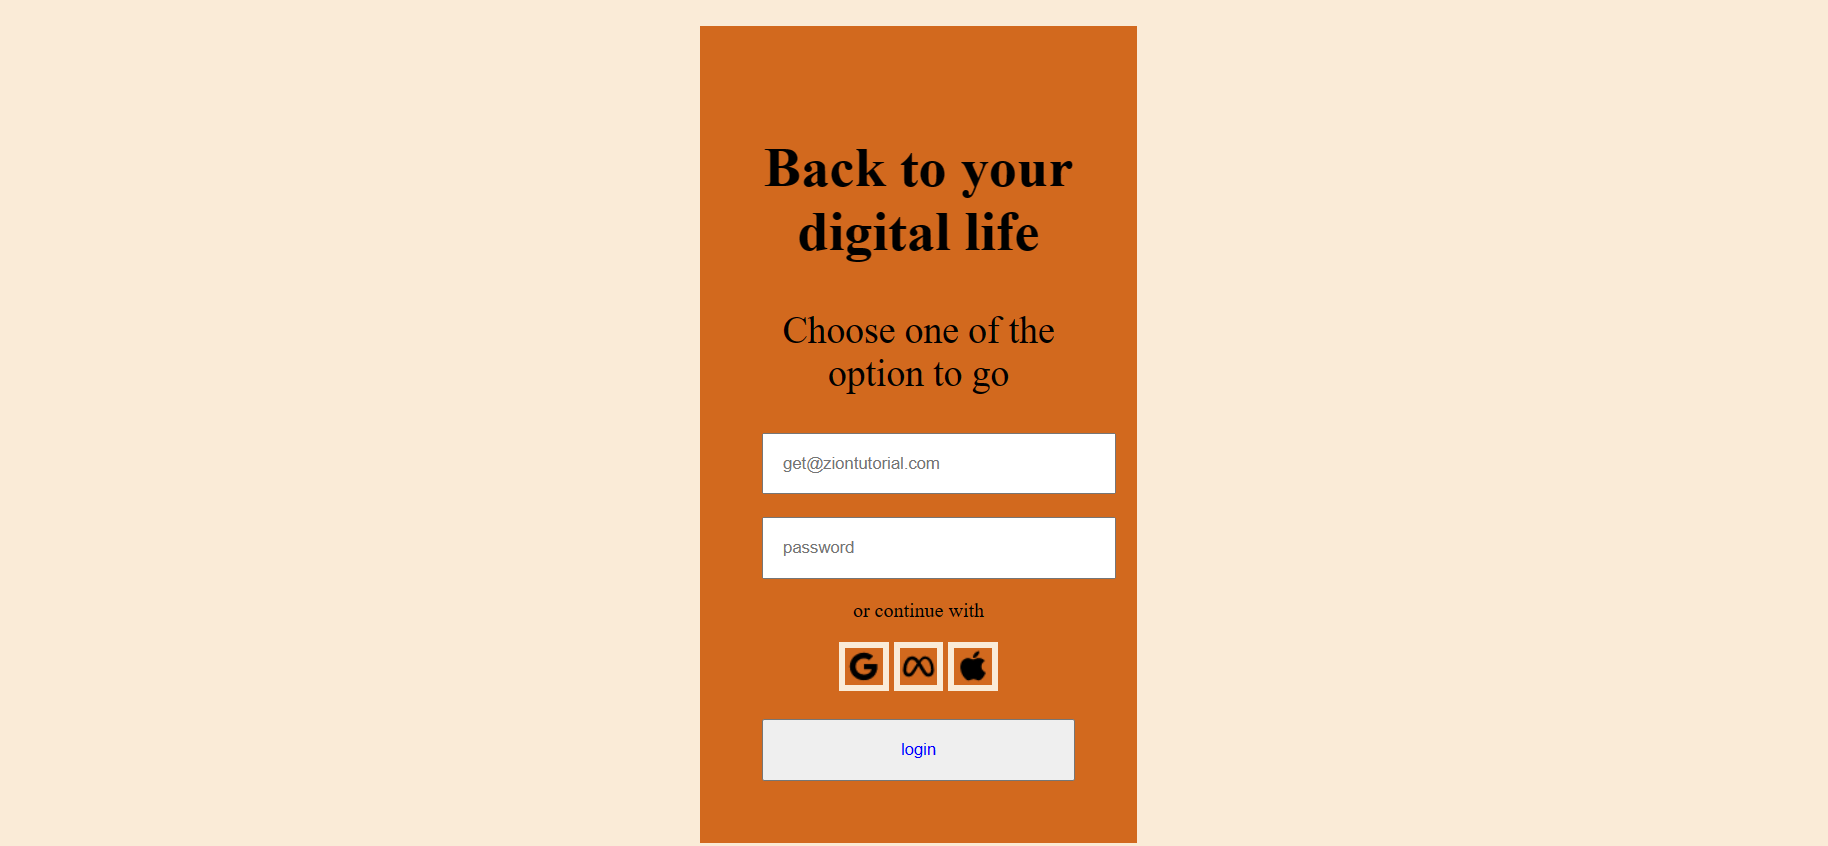 Back to your
digital life
Choose one of the
option to go
get@ziontutorial.com
password
or continue with
login